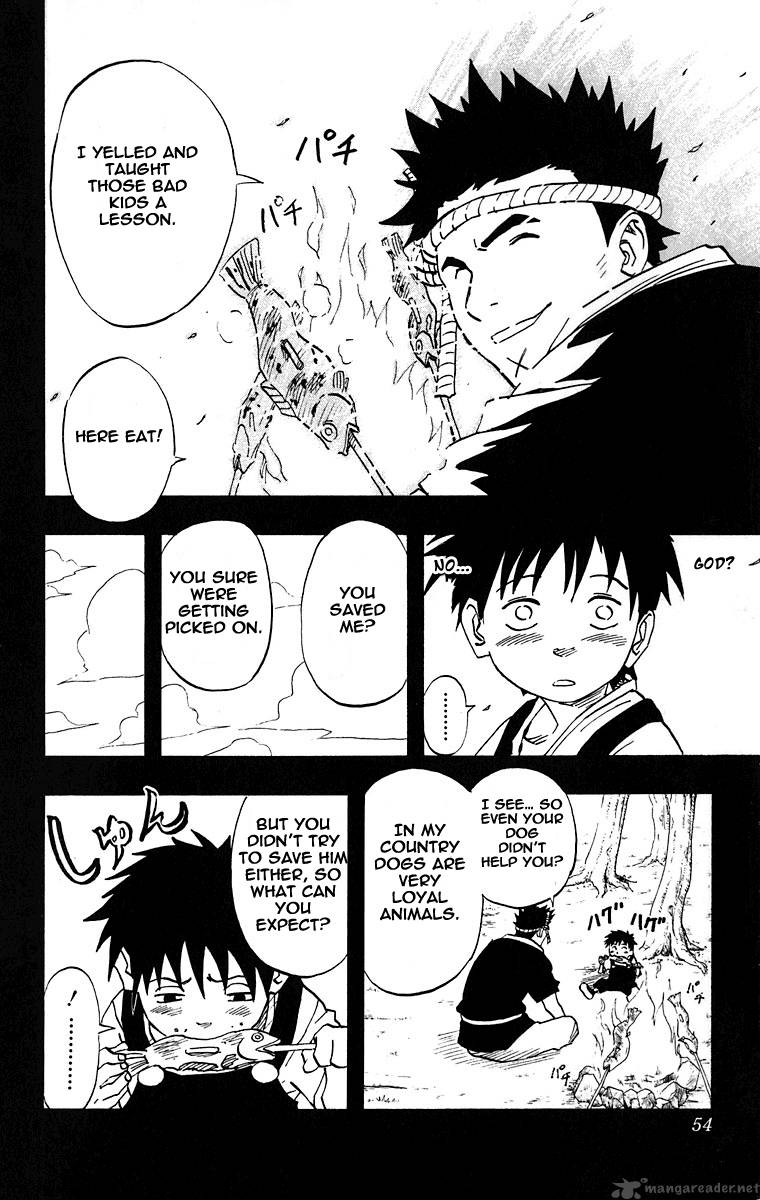 I YELLED AND
TAUGHT
THOSE BAD
KIDS A
LESSON.
パチ
パチ
HERE EAT!
GOD?
NO...
YOU
SAVED
ME?
YOU SURE
WERE
GETTING
PICKED ON.
I SEE... SO
EVEN YOUR
DOG
DIDN'T
HELP YOU?
IN MY
COUNTRY
DOGS ARE
VERY
LOYAL
ANIMALS.
ハグ ハグ
パチ
パチ
BUT YOU
DIDN'T TRY
TO SAVE HIM
EITHER, SO
WHAT CAN
YOU
EXPECT?
しゅん
54
mangareader.net